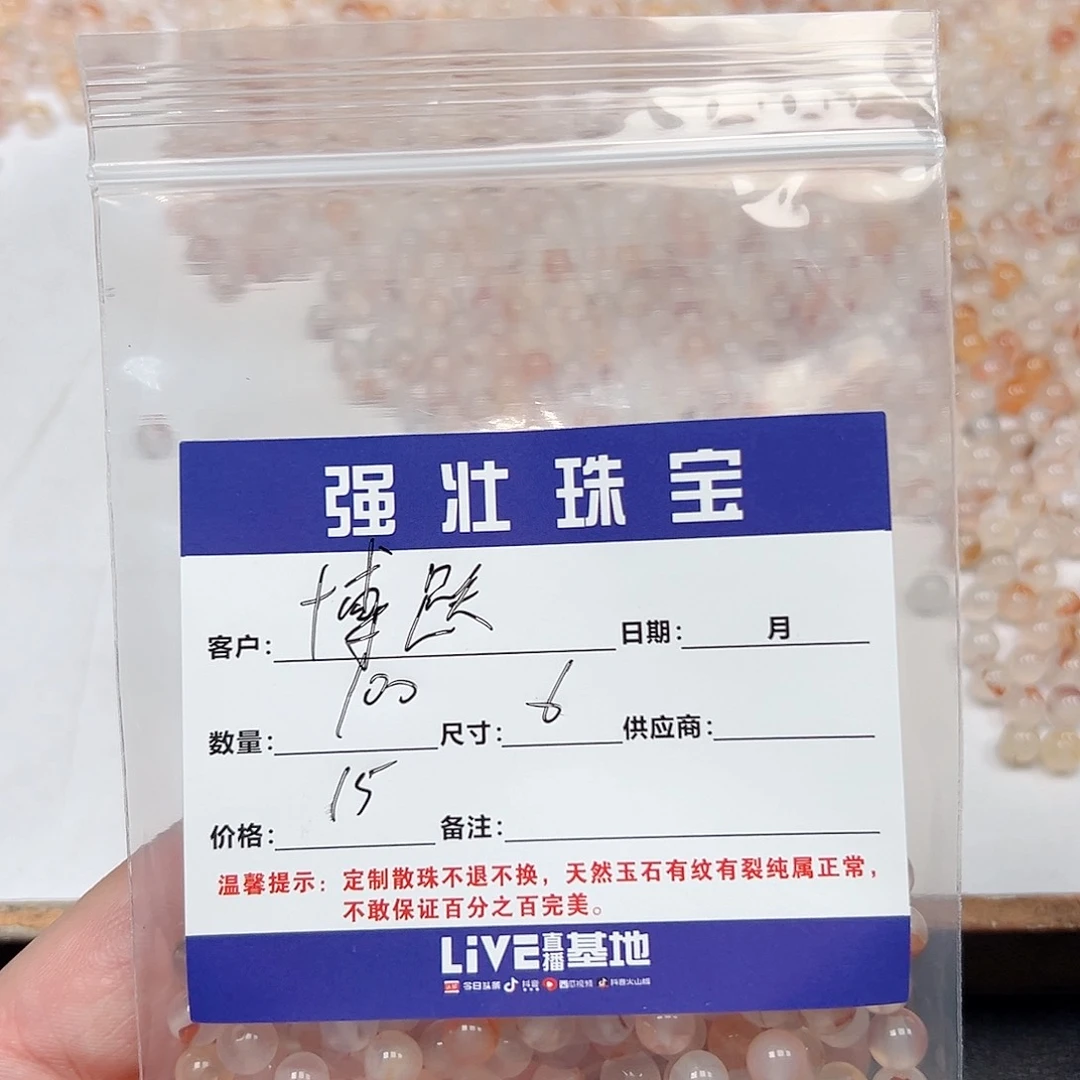 强壮珠宝
客户: 博跃 日期: 月
数量: 100 尺寸: 6 供应商:
价格: 15 备注:
温馨提示: 定制散珠不退不换, 天然玉石有纹有裂纯属正常,
不敢保证百分之百完美。
LiVE直播基地
今日头条 抖音 西瓜视频 抖音火山版